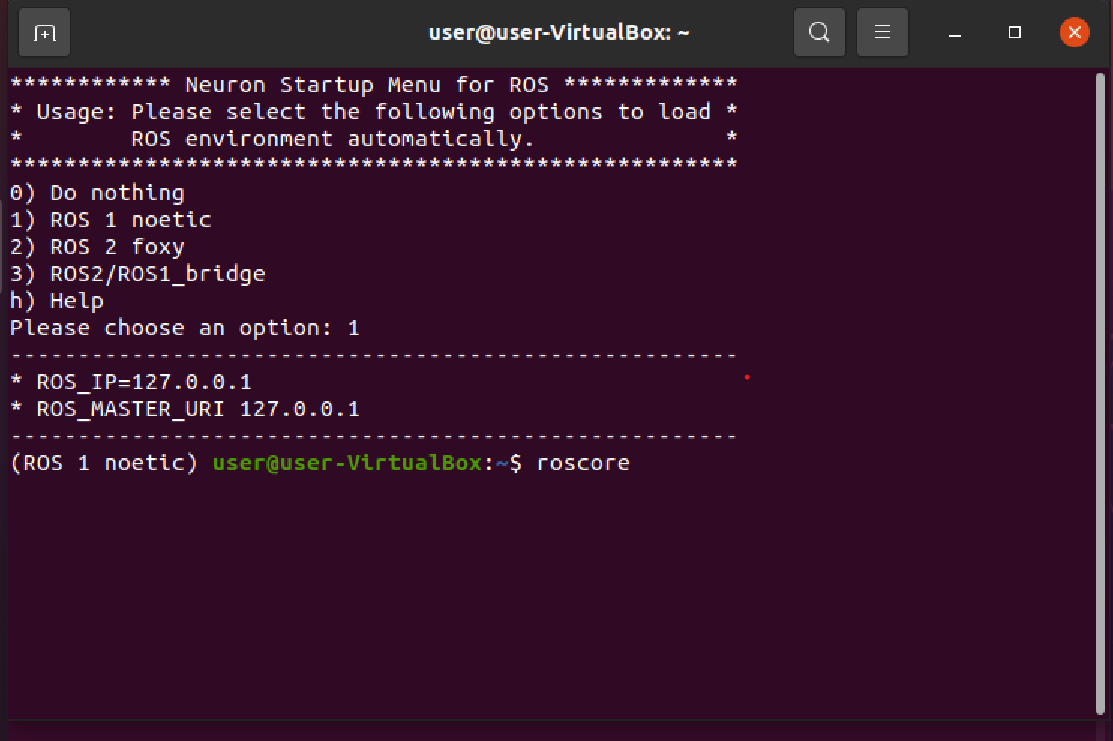 user@user-VirtualBox: ~
************ Neuron Startup Menu for ROS *************
* Usage: Please select the following options to load *
*        ROS environment automatically.              *
******************************************************
0) Do nothing
1) ROS 1 noetic
2) ROS 2 foxy
3) ROS2/ROS1_bridge
h) Help
Please choose an option: 1
------------------------------------------------------
* ROS_IP=127.0.0.1
* ROS_MASTER_URI 127.0.0.1
------------------------------------------------------
(ROS 1 noetic) user@user-VirtualBox:~$ roscore